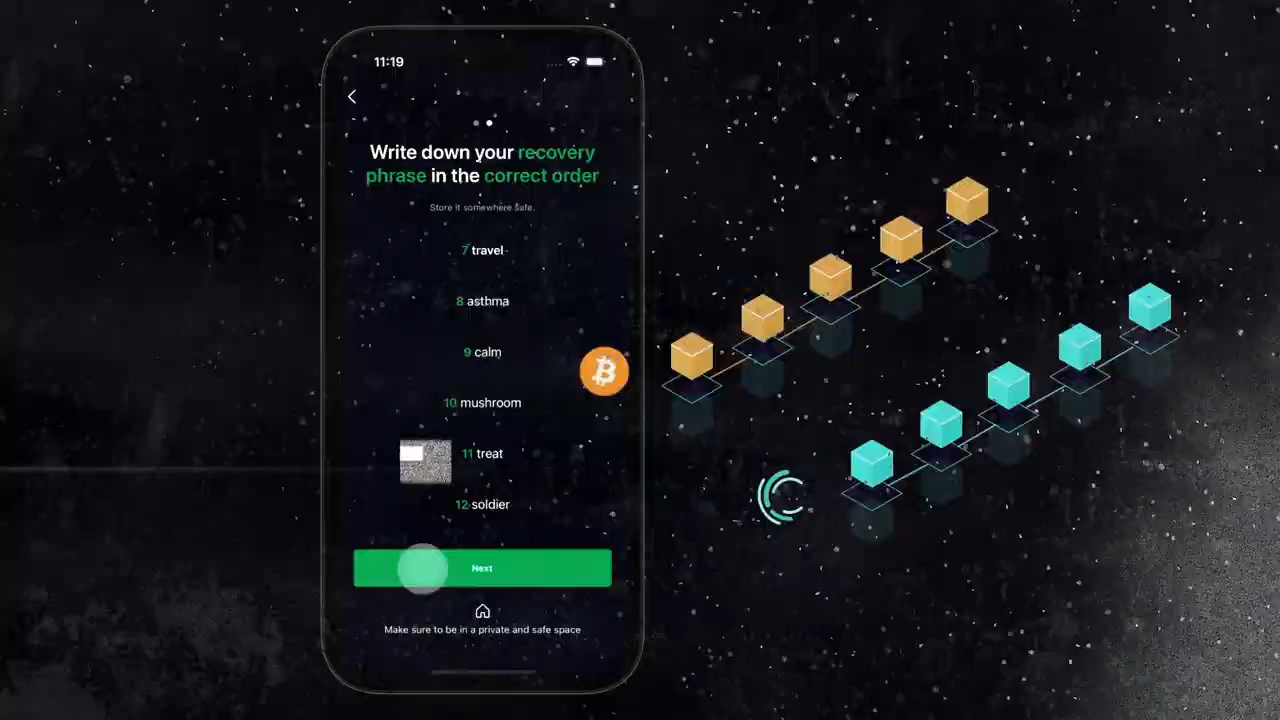 11:19
Write down your recovery
phrase in the correct order
Store it somewhere safe.
7 travel
8 asthma
9 calm
10 mushroom
11 treat
12 soldier
Next
Make sure to be in a private and safe space